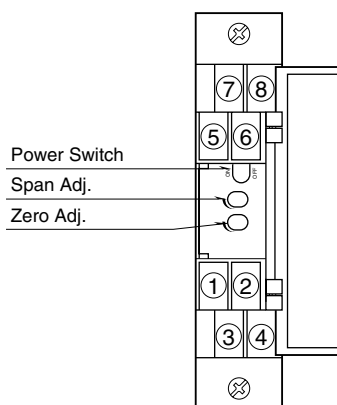 7 8
5 6
Power Switch
ON OFF
Span Adj.
Zero Adj.
1 2
3 4